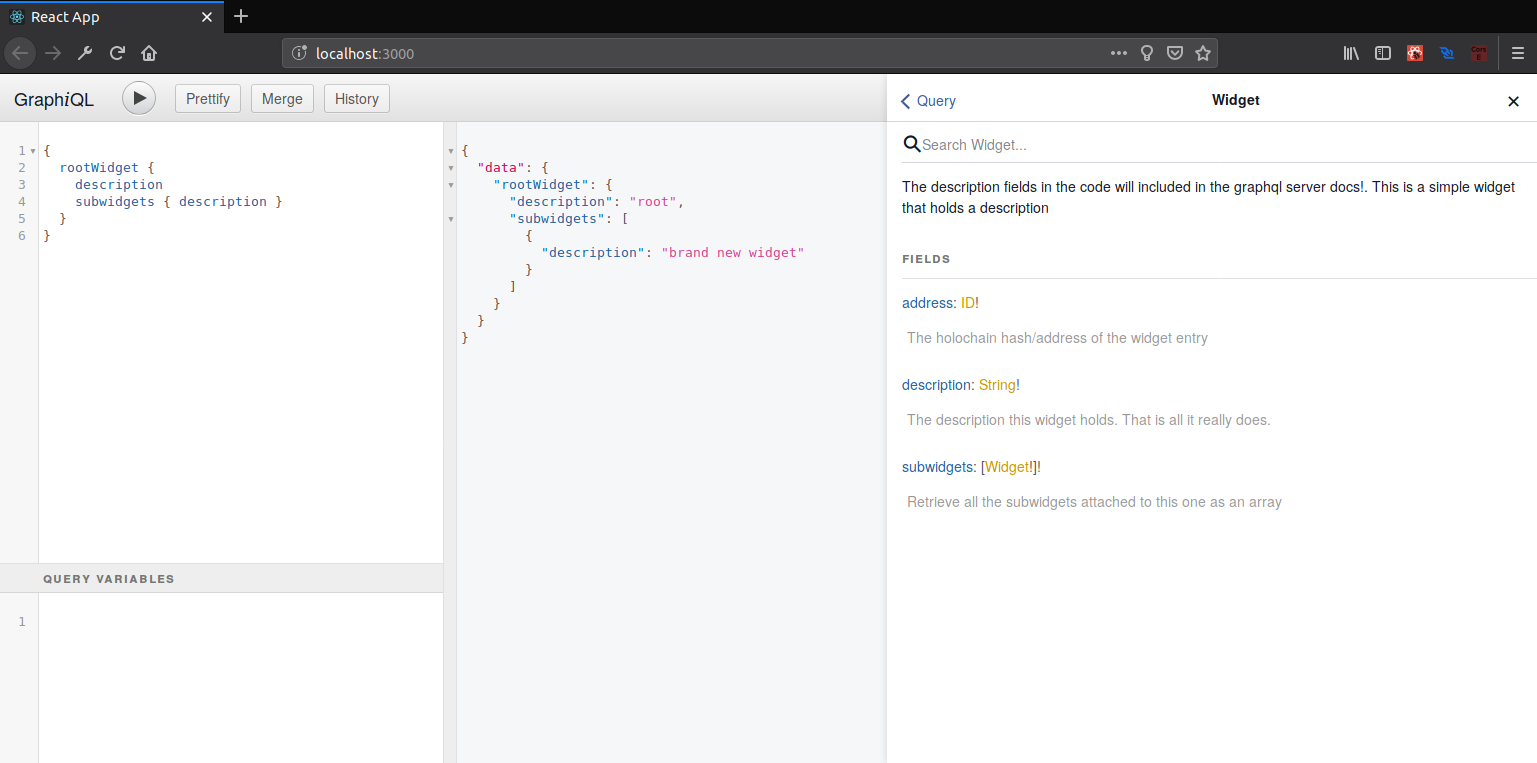 React App
localhost:3000
Cors E
GraphiQL
Prettify
Merge
History
1 {
2 rootWidget {
3 description
4 subwidgets { description }
5 }
6 }
QUERY VARIABLES
1
{
"data": {
"rootWidget": {
"description": "root",
"subwidgets": [
{
"description": "brand new widget"
}
]
}
}
}
Query
Widget
Search Widget...
The description fields in the code will included in the graphql server docs!. This is a simple widget
that holds a description
FIELDS
address: ID!
The holochain hash/address of the widget entry
description: String!
The description this widget holds. That is all it really does.
subwidgets: [Widget!]!
Retrieve all the subwidgets attached to this one as an array